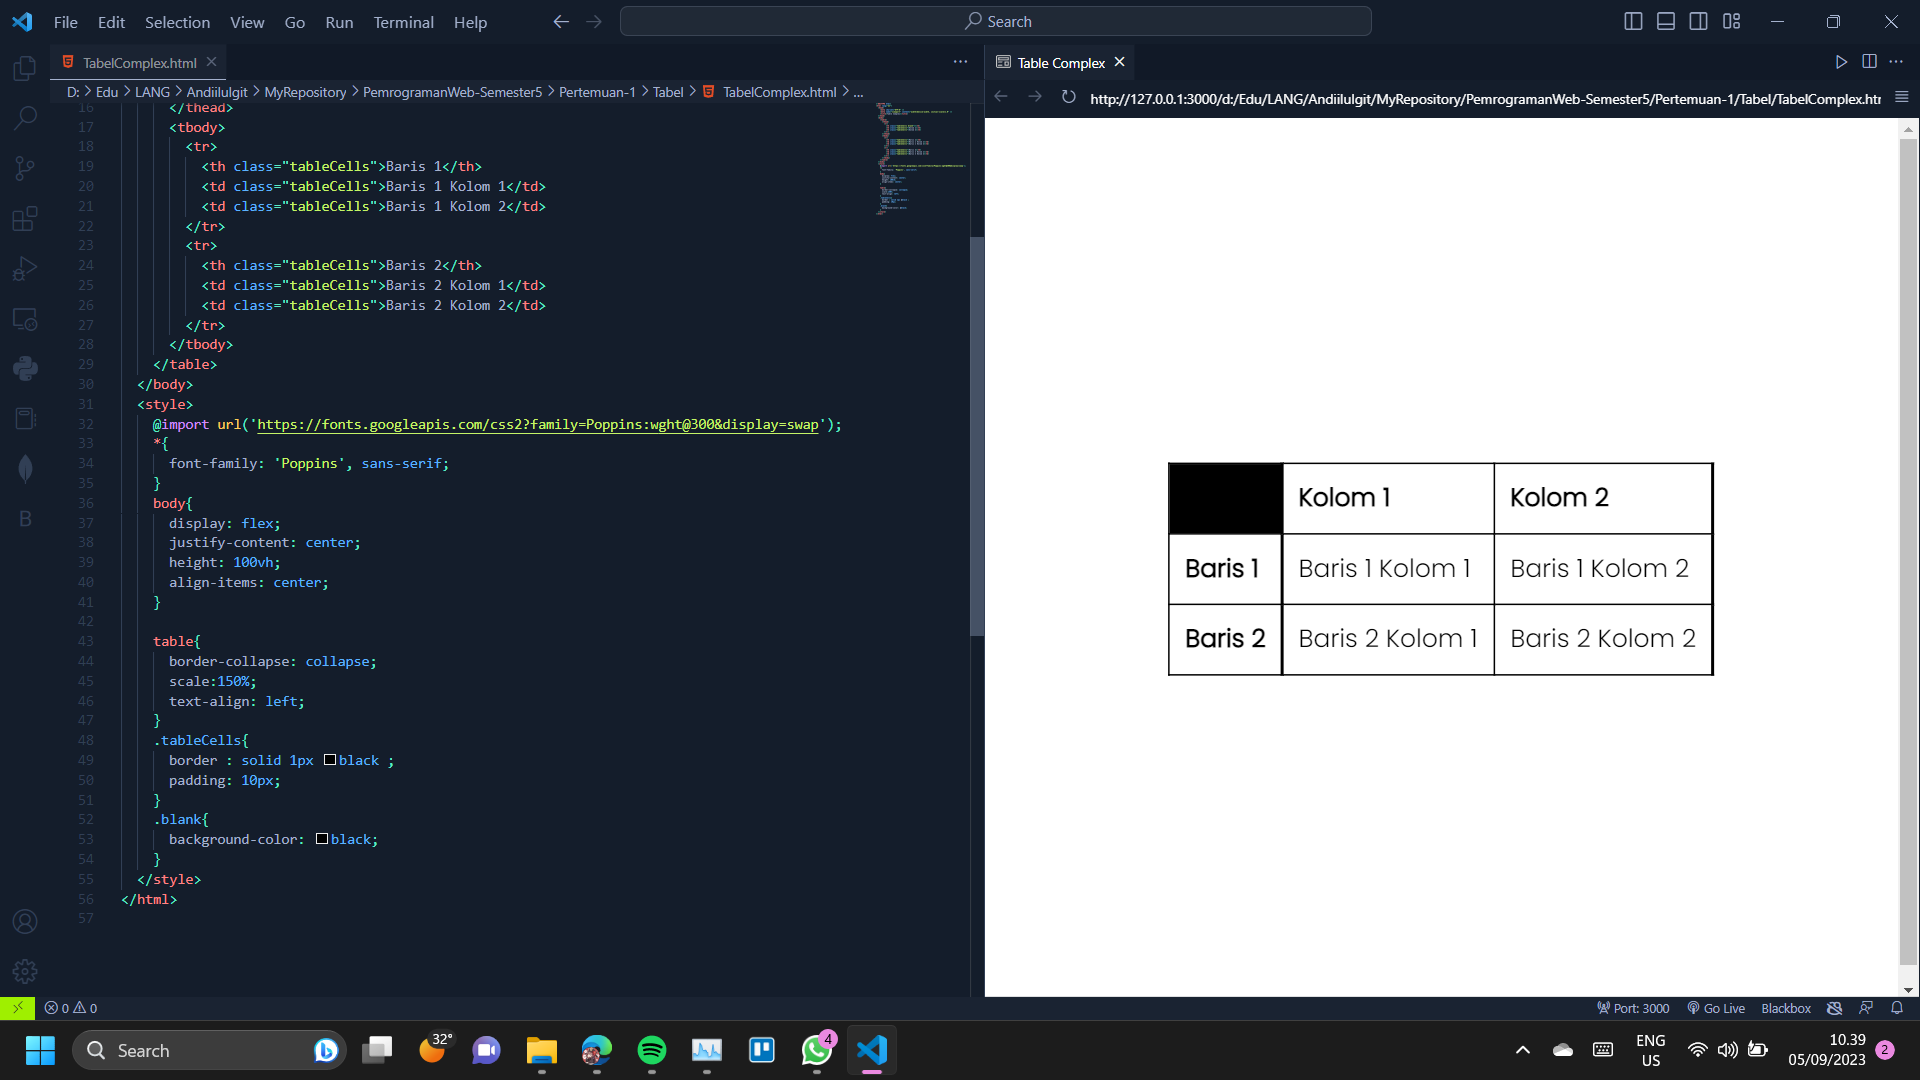 File Edit Selection View Go Run Terminal Help
Search
TabelComplex.html
Table Complex
D: > Edu > LANG > Andiilulgit > MyRepository > PemrogramanWeb-Semester5 > Pertemuan-1 > Tabel > TabelComplex.html > ...
http://127.0.0.1:3000/d:/Edu/LANG/Andiilulgit/MyRepository/PemrogramanWeb-Semester5/Pertemuan-1/Tabel/TabelComplex.htr
16 </thead>
17 <tbody>
18 <tr>
19 <th class="tableCells">Baris 1</th>
20 <td class="tableCells">Baris 1 Kolom 1</td>
21 <td class="tableCells">Baris 1 Kolom 2</td>
22 </tr>
23 <tr>
24 <th class="tableCells">Baris 2</th>
25 <td class="tableCells">Baris 2 Kolom 1</td>
26 <td class="tableCells">Baris 2 Kolom 2</td>
27 </tr>
28 </tbody>
29 </table>
30 </body>
31 <style>
32 @import url('https://fonts.googleapis.com/css2?family=Poppins:wght@300&display=swap');
33 *{
34 font-family: 'Poppins', sans-serif;
35 }
36 body{
37 display: flex;
38 justify-content: center;
39 height: 100vh;
40 align-items: center;
41 }
42
43 table{
44 border-collapse: collapse;
45 scale:150%;
46 text-align: left;
47 }
48 .tableCells{
49 border : solid 1px black ;
50 padding: 10px;
51 }
52 .blank{
53 background-color: black;
54 }
55 </style>
56 </html>
57
Kolom 1 Kolom 2
Baris 1 Baris 1 Kolom 1 Baris 1 Kolom 2
Baris 2 Baris 2 Kolom 1 Baris 2 Kolom 2
B
0 0
Port: 3000 Go Live Blackbox
Search
32°
4
ENG
US
10.39
05/09/2023
2